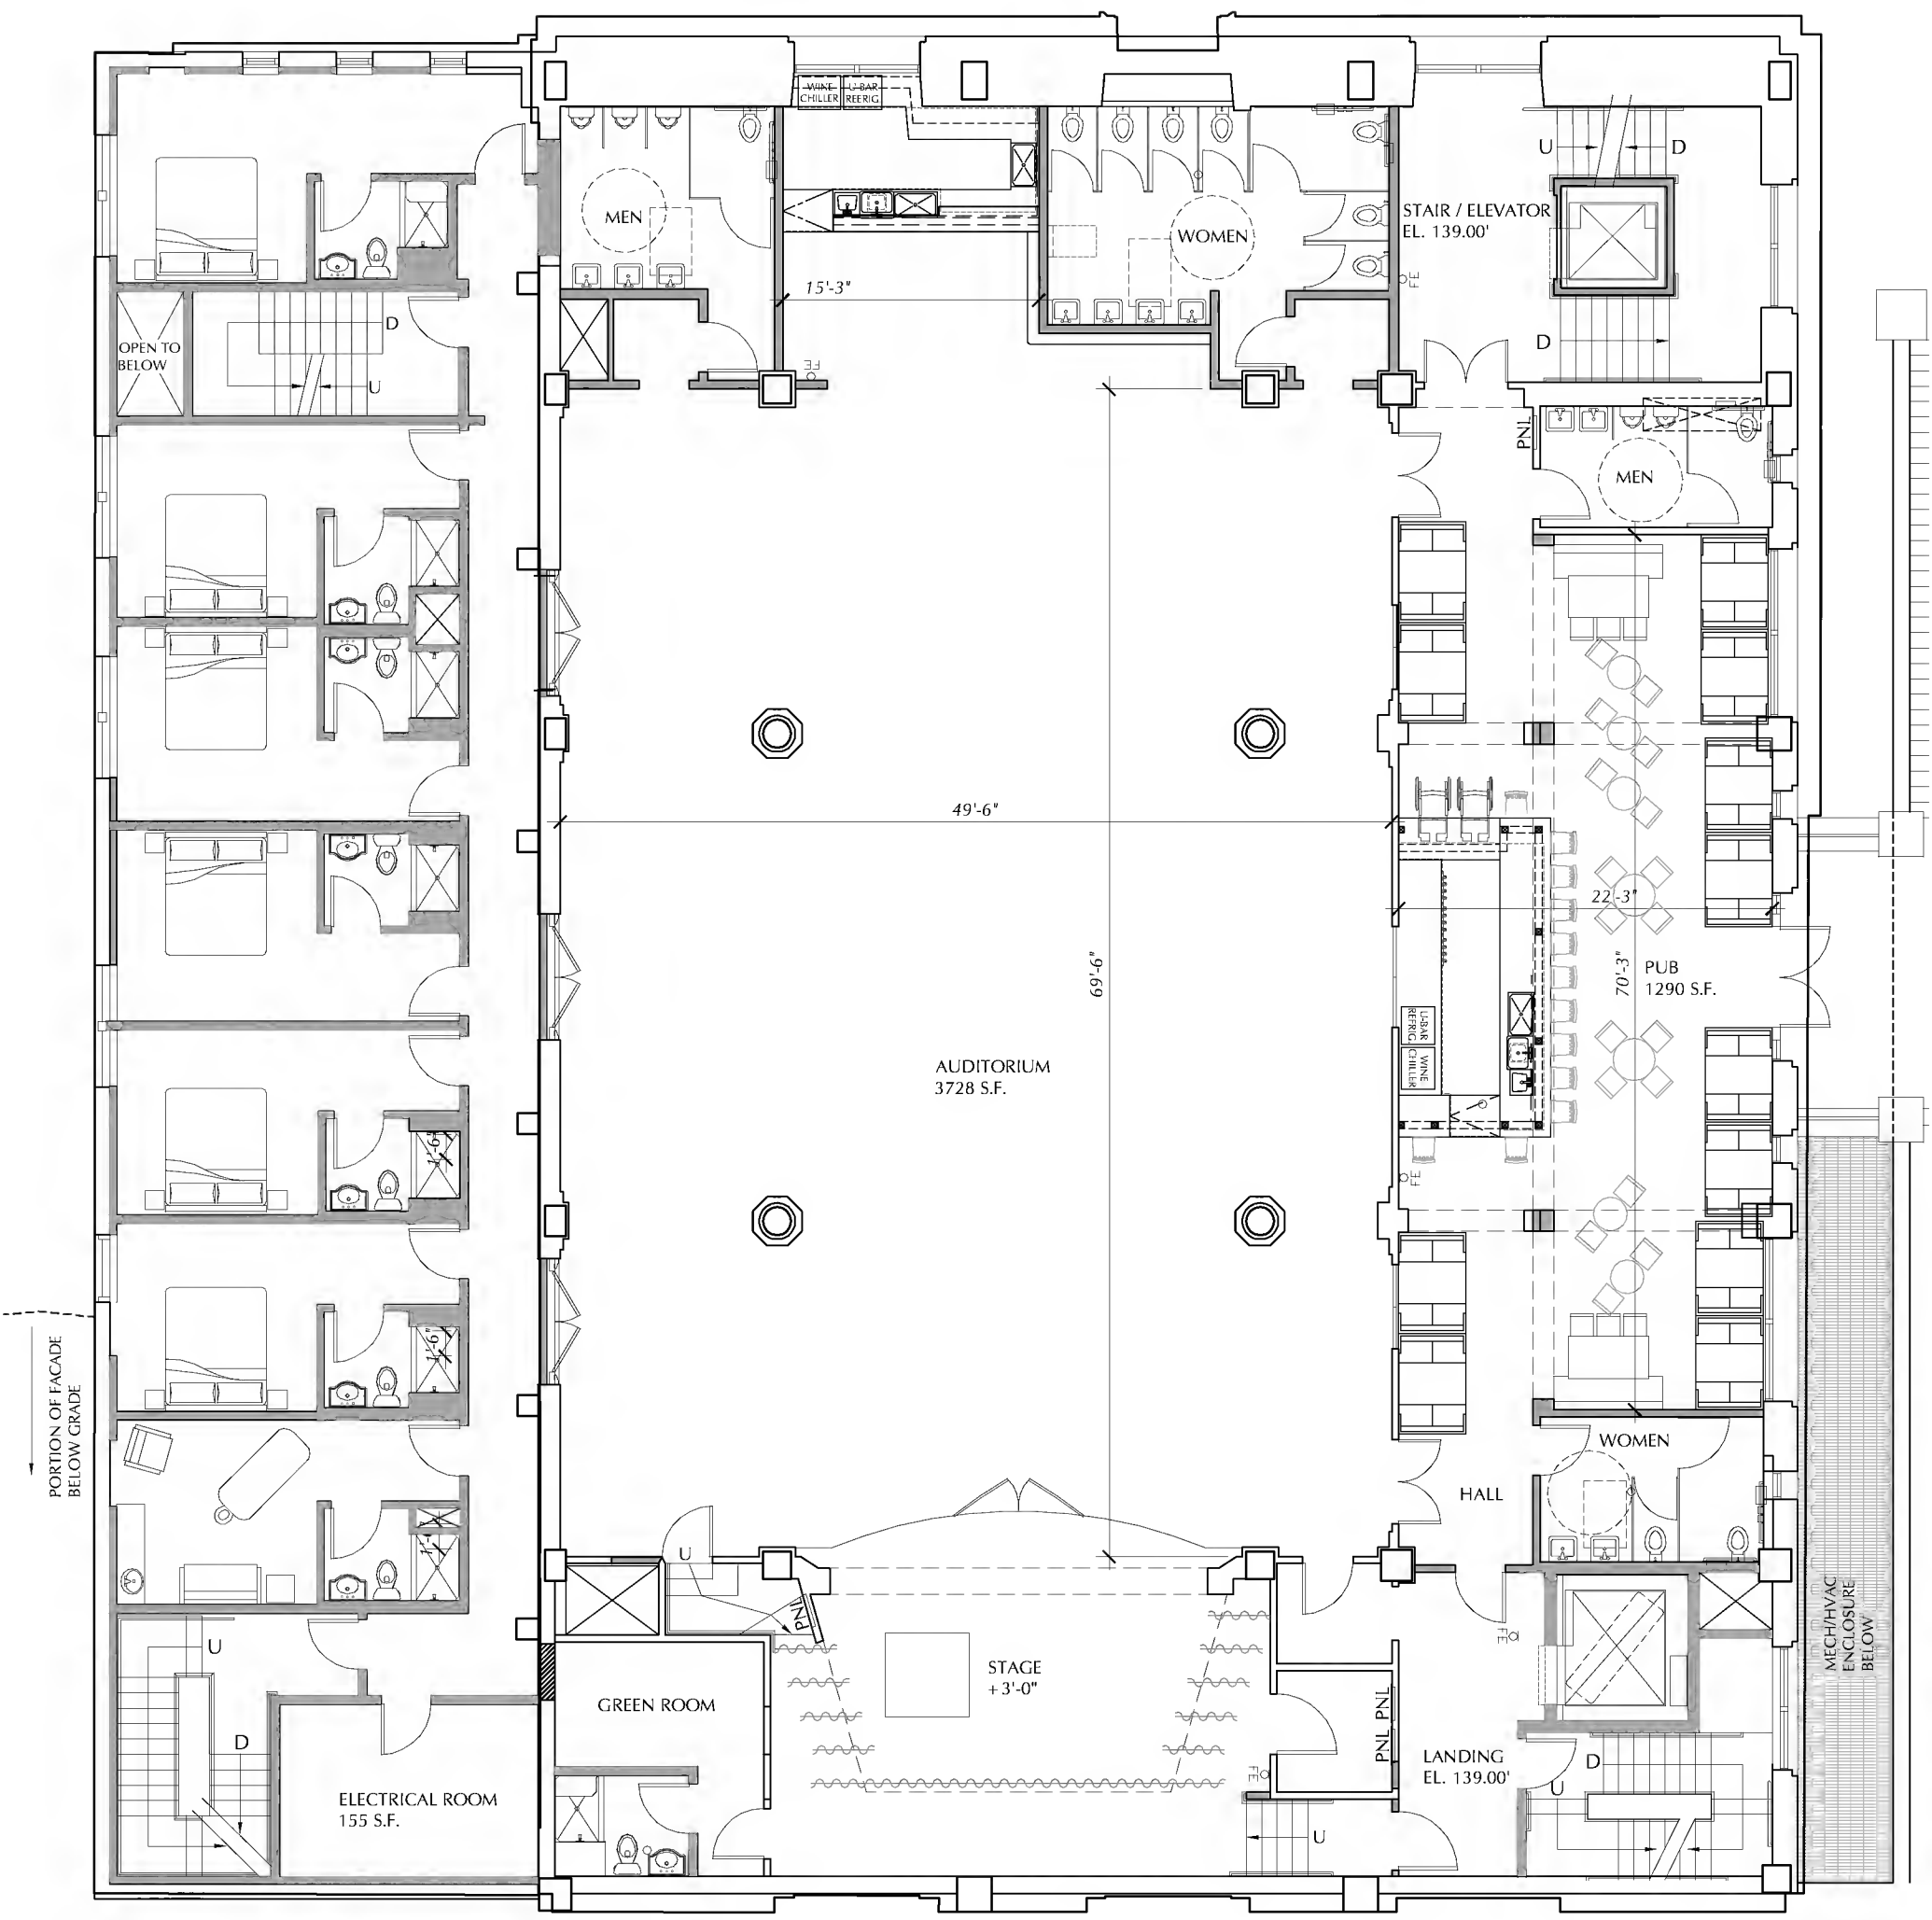 WINE
CHILLER
U-BAR
REFRIG.
MEN
WOMEN
STAIR / ELEVATOR
EL. 139.00'
U
D
FE
D
15'-3"
FE
OPEN TO
BELOW
D
U
PNL
MEN
49'-6"
69'-6"
22'-3"
70'-3"
PUB
1290 S.F.
U-BAR
REFRIG.
WINE
CHILLER
AUDITORIUM
3728 S.F.
FE
1'-6"
1'-6"
PORTION OF FACADE
BELOW GRADE
WOMEN
HALL
U
PNL
FE
MECH/HVAC
ENCLOSURE
BELOW
U
D
STAGE
+3'-0"
GREEN ROOM
PNL PNL
LANDING
EL. 139.00'
D
U
FE
U
ELECTRICAL ROOM
155 S.F.